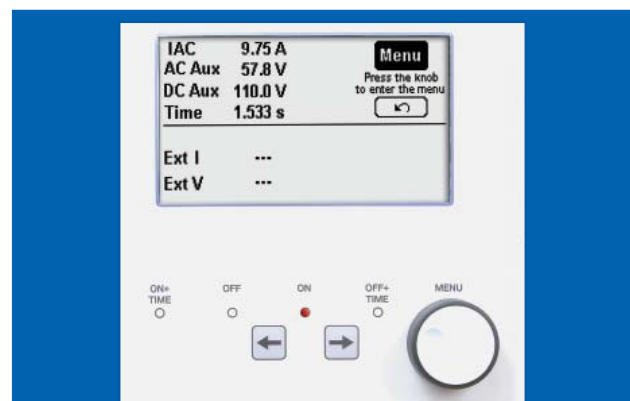 IAC 9.75 A
AC Aux 57.8 V
DC Aux 110.0 V
Time 1.533 s
Menu
Press the knob
to enter the menu
Ext I ---
Ext V ---
ON+
TIME
OFF
ON
OFF+
TIME
MENU